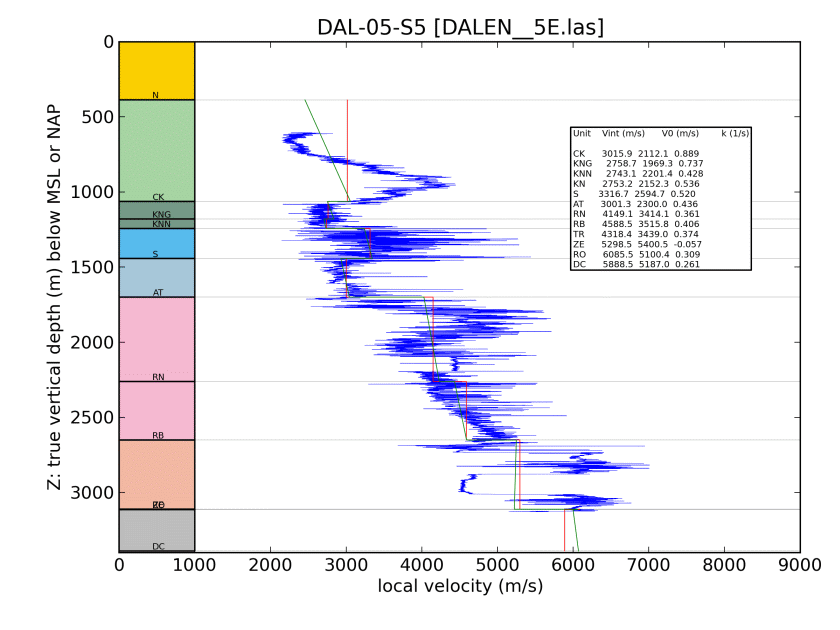 DAL-05-S5 [DALEN__5E.las]
Z: true vertical depth (m) below MSL or NAP
0
500
1000
1500
2000
2500
3000
N
CK
KNG
KNN
S
AT
RN
RB
DC
Unit Vint (m/s) V0 (m/s) k (1/s)
CK 3015.9 2112.1 0.889
KNG 2758.7 1969.3 0.737
KNN 2743.1 2201.4 0.428
KN 2753.2 2152.3 0.536
S 3316.7 2594.7 0.520
AT 3001.3 2300.0 0.436
RN 4149.1 3414.1 0.361
RB 4588.5 3515.8 0.406
TR 4318.4 3439.0 0.374
ZE 5298.5 5400.5 -0.057
RO 6085.5 5100.4 0.309
DC 5888.5 5187.0 0.261
0 1000 2000 3000 4000 5000 6000 7000 8000 9000
local velocity (m/s)